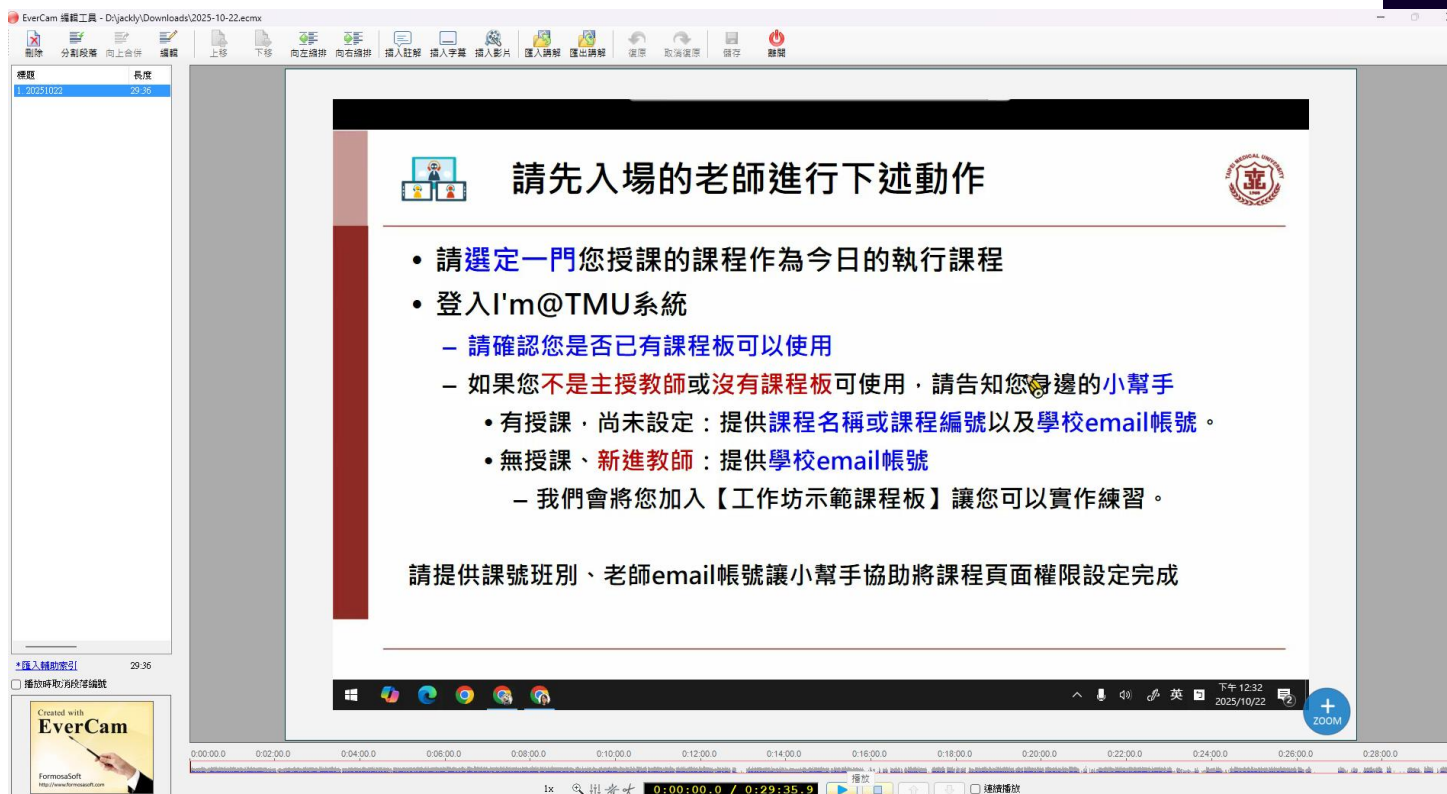 EverCam 編輯工具 - D:\jackly\Downloads\2025-10-22.ecmx
刪除 分割段落 向上合併 編輯 上移 下移 向左縮排 向右縮排 插入註解 插入字幕 插入影片 匯入講解 匯出講解 復原 取消復原 儲存 離開
標題 長度
1. 20251022 29:36
請先入場的老師進行下述動作
TAIPEI MEDICAL UNIVERSITY
1960
• 請選定一門您授課的課程作為今日的執行課程
• 登入I'm@TMU系統
– 請確認您是否已有課程板可以使用
– 如果您不是主授教師或沒有課程板可使用，請告知您身邊的小幫手
• 有授課，尚未設定：提供課程名稱或課程編號以及學校email帳號。
• 無授課、新進教師：提供學校email帳號
– 我們會將您加入【工作坊示範課程板】讓您可以實作練習。
請提供課號班別、老師email帳號讓小幫手協助將課程頁面權限設定完成
英
下午 12:32
2025/10/22
2
+
ZOOM
*匯入輔助索引 29:36
播放時取消段落編號
Created with
EverCam
FormosaSoft
http://www.formosasoft.com
0:00:00.0 0:02:00.0 0:04:00.0 0:06:00.0 0:08:00.0 0:10:00.0 0:12:00.0 0:14:00.0 0:16:00.0 0:18:00.0 0:20:00.0 0:22:00.0 0:24:00.0 0:26:00.0 0:28:00.0
播放
1x 0:00:00.0 / 0:29:35.9 連續播放